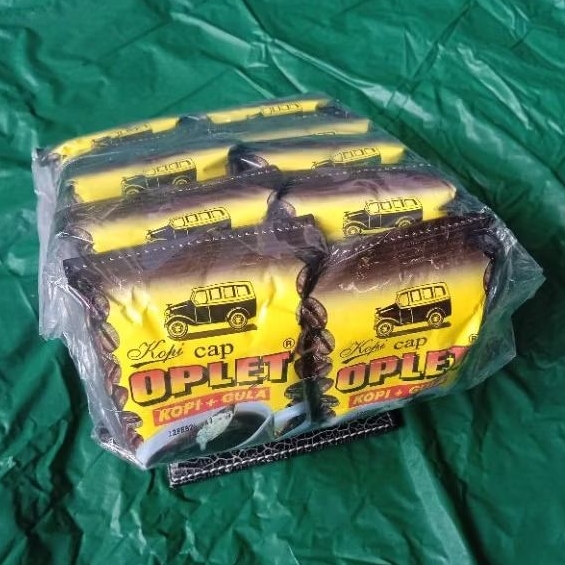 Kopi cap
OPLET®
KOPI + GULA
Kopi cap
OPLET
KOPI + GULA